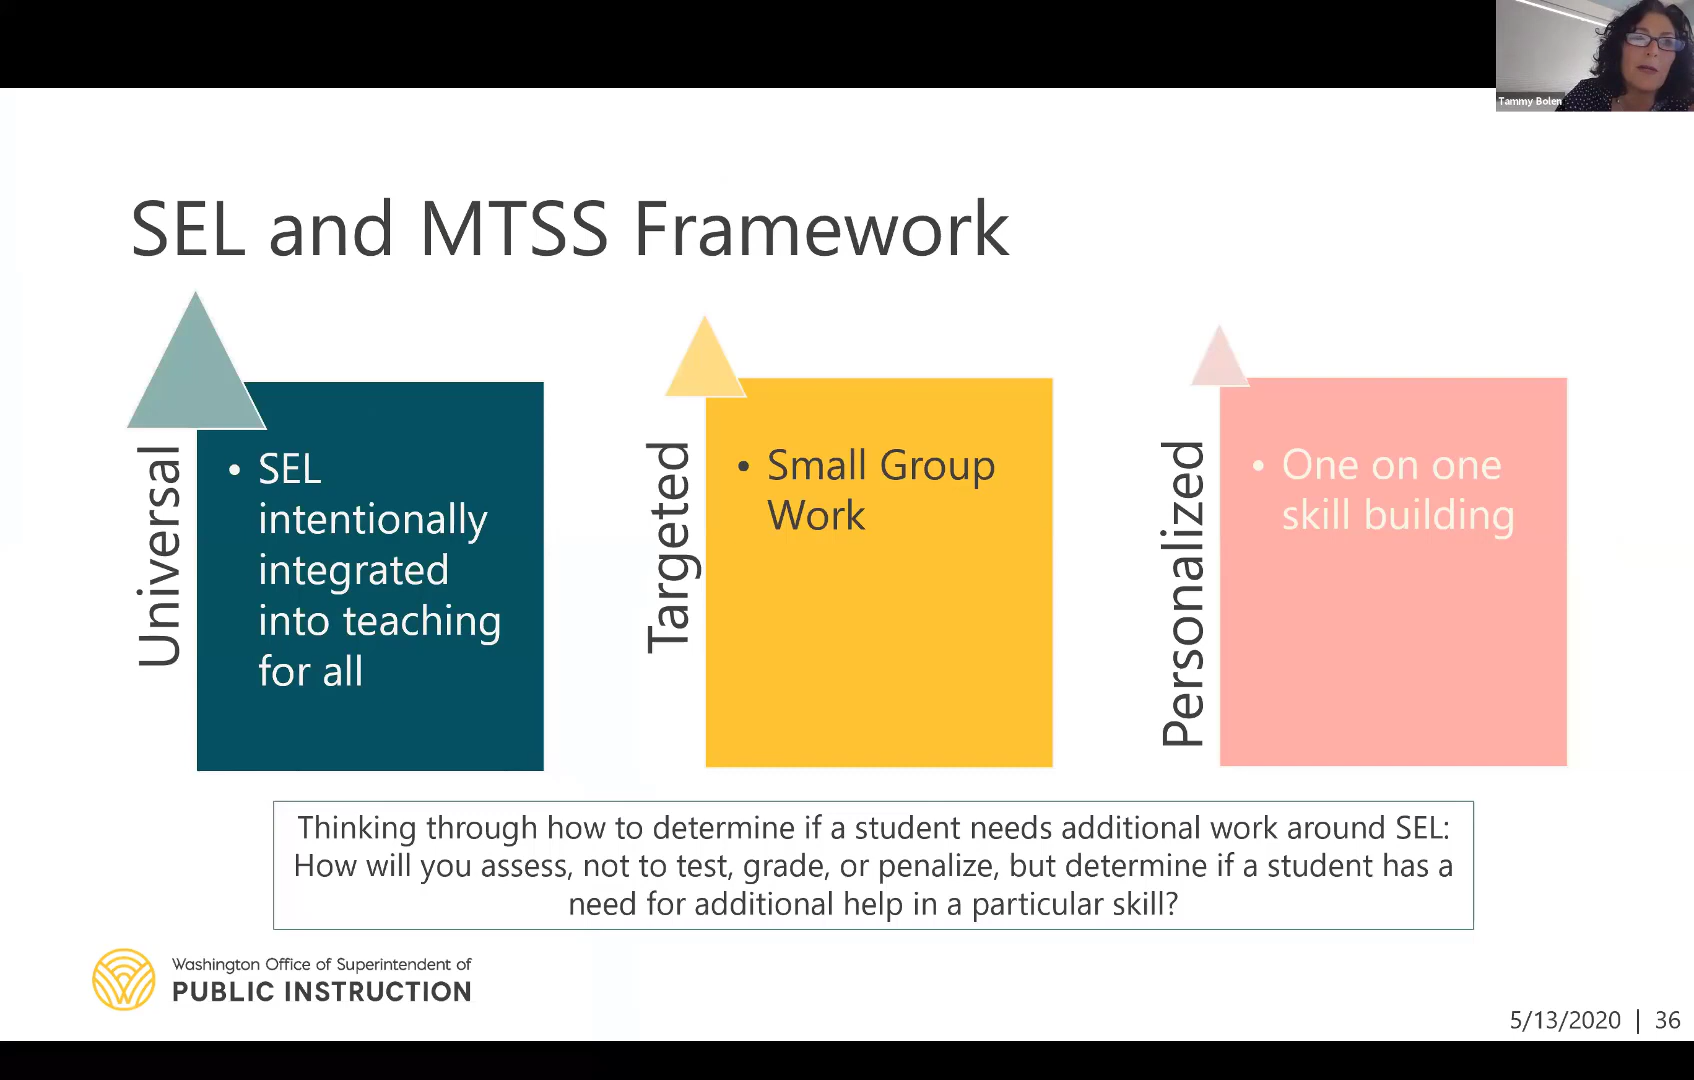 Tammy Bolen
SEL and MTSS Framework
Universal
• SEL
intentionally
integrated
into teaching
for all
Targeted
• Small Group
Work
Personalized
• One on one
skill building
Thinking through how to determine if a student needs additional work around SEL:
How will you assess, not to test, grade, or penalize, but determine if a student has a
need for additional help in a particular skill?
Washington Office of Superintendent of
PUBLIC INSTRUCTION
5/13/2020 | 36